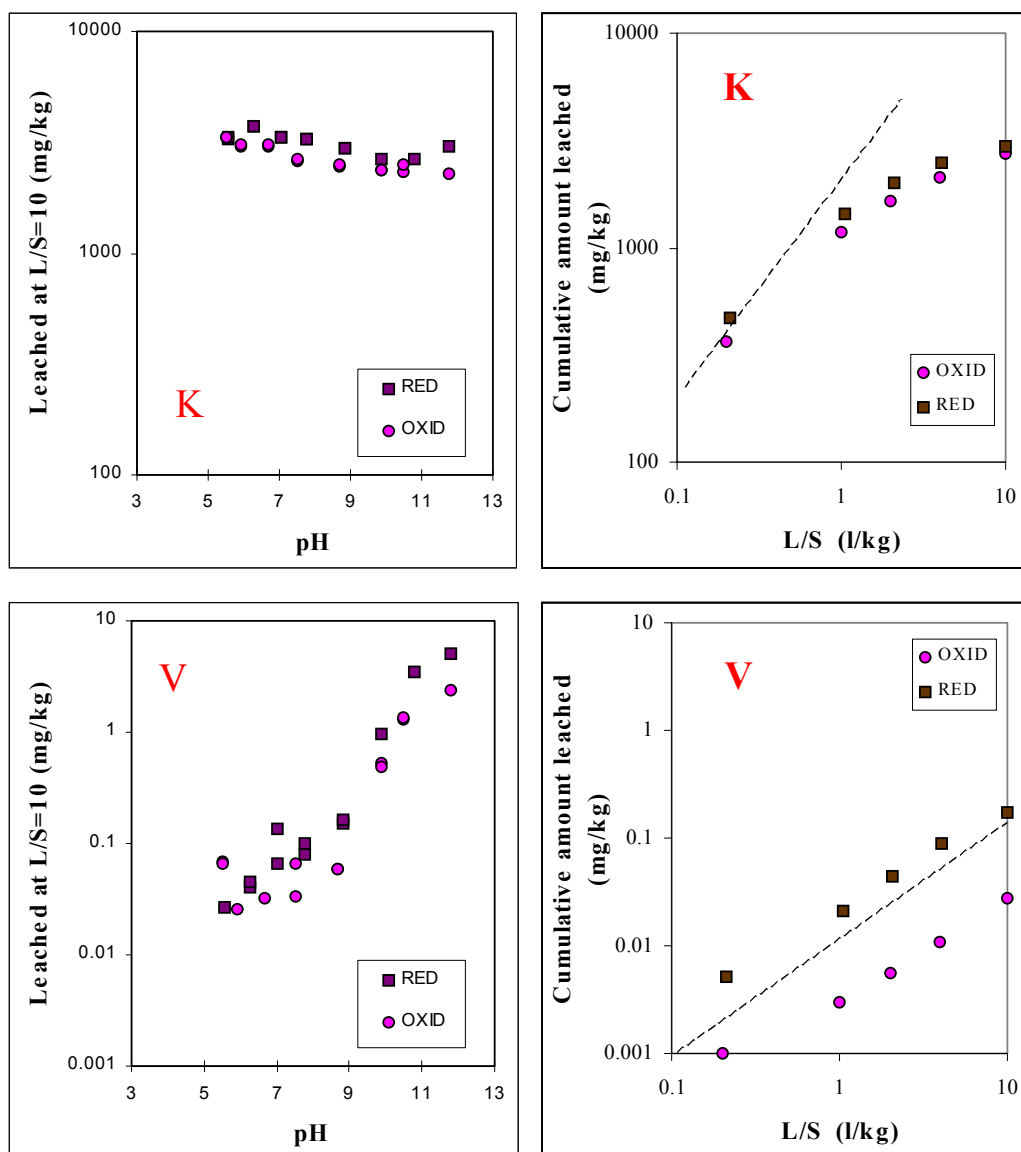 10000
1000
100
3 5 7 9 11 13
pH
Leached at L/S=10 (mg/kg)
K
RED
OXID
10000
1000
100
0.1 1 10
L/S (l/kg)
Cumulative amount leached
(mg/kg)
K
OXID
RED
10
1
0.1
0.01
0.001
3 5 7 9 11 13
pH
Leached at L/S=10 (mg/kg)
V
RED
OXID
10
1
0.1
0.01
0.001
0.1 1 10
L/S (l/kg)
Cumulative amount leached
(mg/kg)
V
OXID
RED